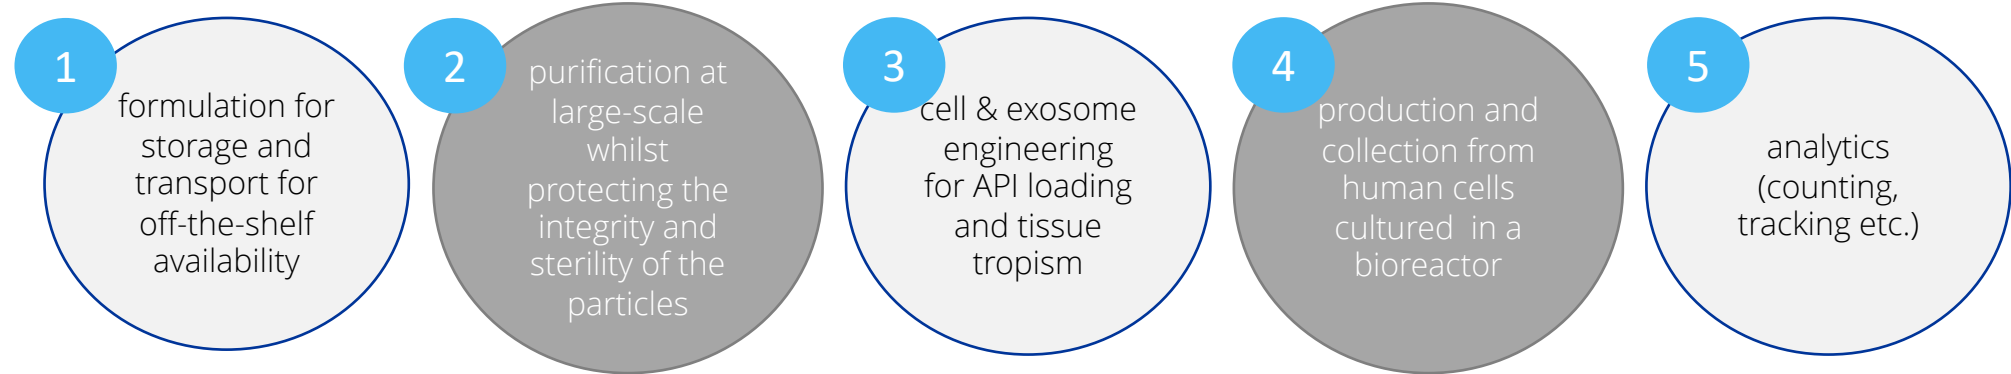 1
formulation for
storage and
transport for
off-the-shelf
availability
2
purification at
large-scale
whilst
protecting the
integrity and
sterility of the
particles
3
cell & exosome
engineering
for API loading
and tissue
tropism
4
production and
collection from
human cells
cultured  in a
bioreactor
5
analytics
(counting,
tracking etc.)